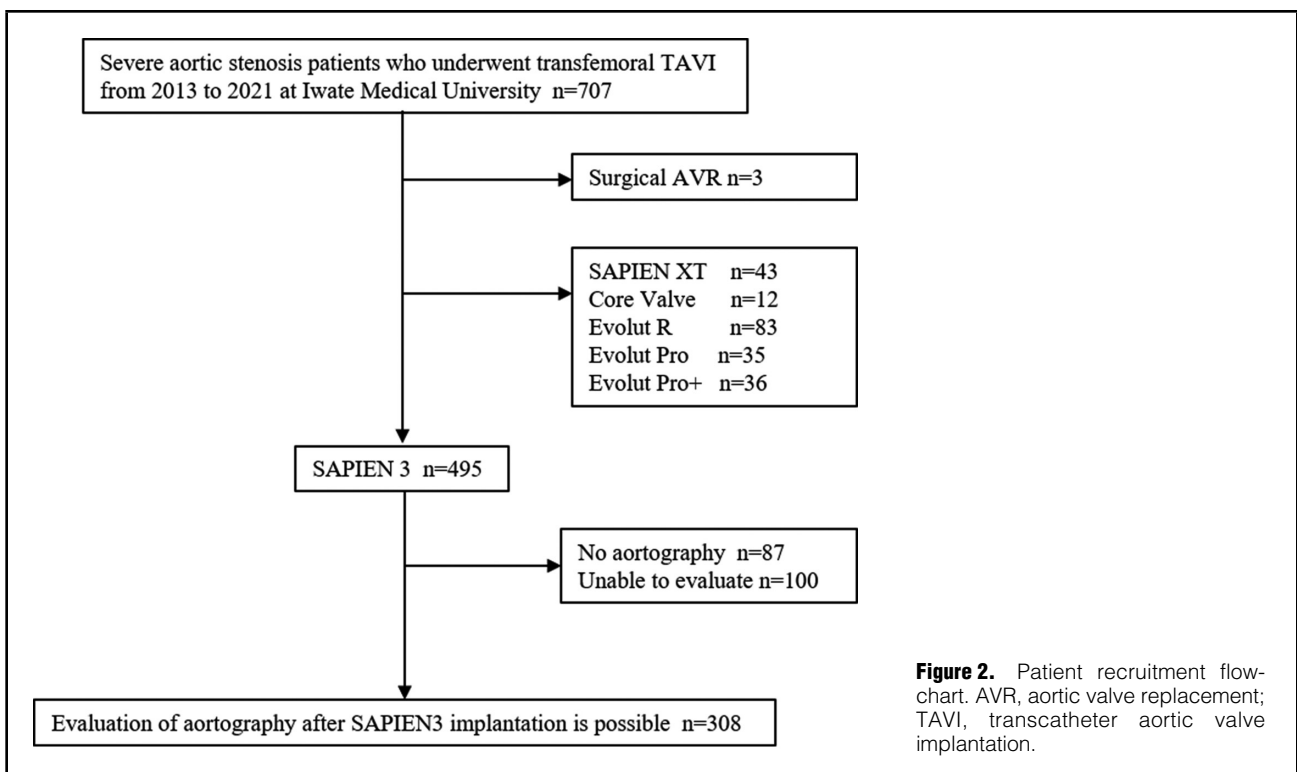 Severe aortic stenosis patients who underwent transfemoral TAVI
from 2013 to 2021 at Iwate Medical University n=707
Surgical AVR n=3
SAPIEN XT n=43
Core Valve n=12
Evolut R n=83
Evolut Pro n=35
Evolut Pro+ n=36
SAPIEN 3 n=495
No aortography n=87
Unable to evaluate n=100
Evaluation of aortography after SAPIEN3 implantation is possible n=308
Figure 2. Patient recruitment flow-
chart. AVR, aortic valve replacement;
TAVI, transcatheter aortic valve
implantation.